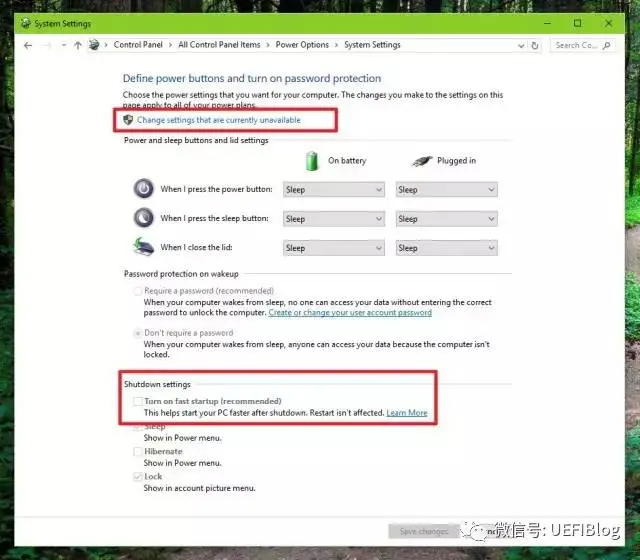 System Settings
Control Panel > All Control Panel Items > Power Options > System Settings
Search Co...
Define power buttons and turn on password protection
Choose the power settings that you want for your computer. The changes you make to the settings on this
page apply to all of your power plans.
Change settings that are currently unavailable
Power and sleep buttons and lid settings
On battery Plugged in
When I press the power button: Sleep Sleep
When I press the sleep button: Sleep Sleep
When I close the lid: Sleep Sleep
Password protection on wakeup
Require a password (recommended)
When your computer wakes from sleep, no one can access your data without entering the correct
password to unlock the computer. Create or change your user account password
Don't require a password
When your computer wakes from sleep, anyone can access your data because the computer isn't
locked.
Shutdown settings
Turn on fast startup (recommended)
This helps start your PC faster after shutdown. Restart isn't affected. Learn More
Sleep
Show in Power menu.
Hibernate
Show in Power menu.
Lock
Show in account picture menu.
Save changes
微信号: UEFIBlog